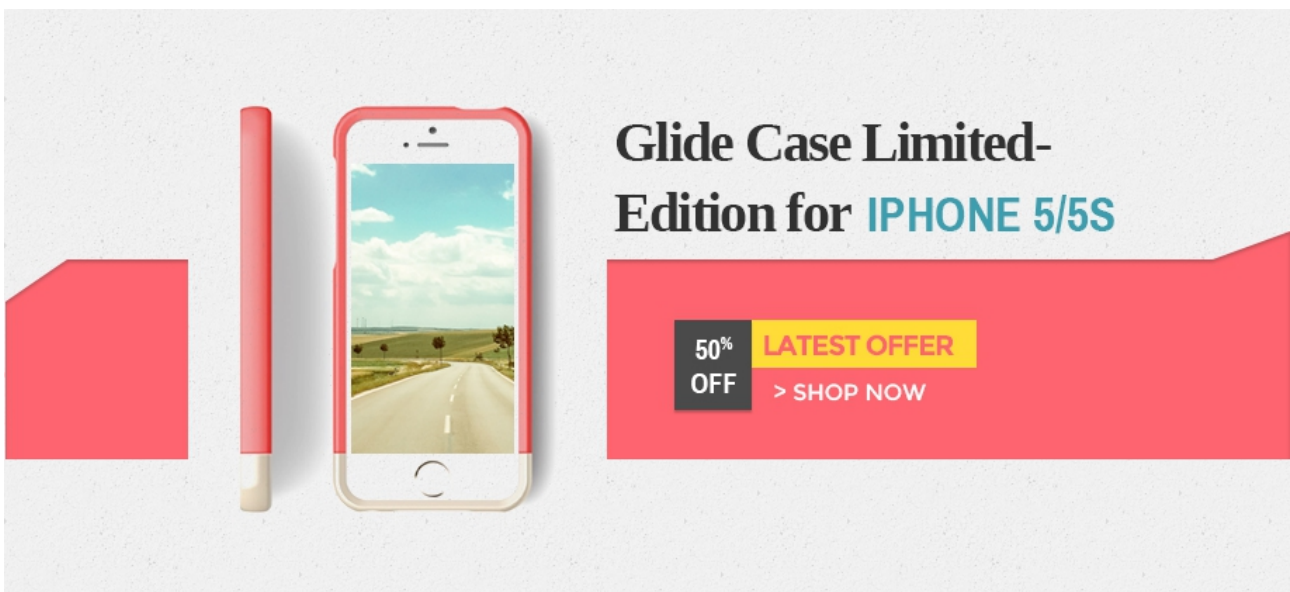 Glide Case Limited-
Edition for IPHONE 5/5S
50% OFF
LATEST OFFER
> SHOP NOW